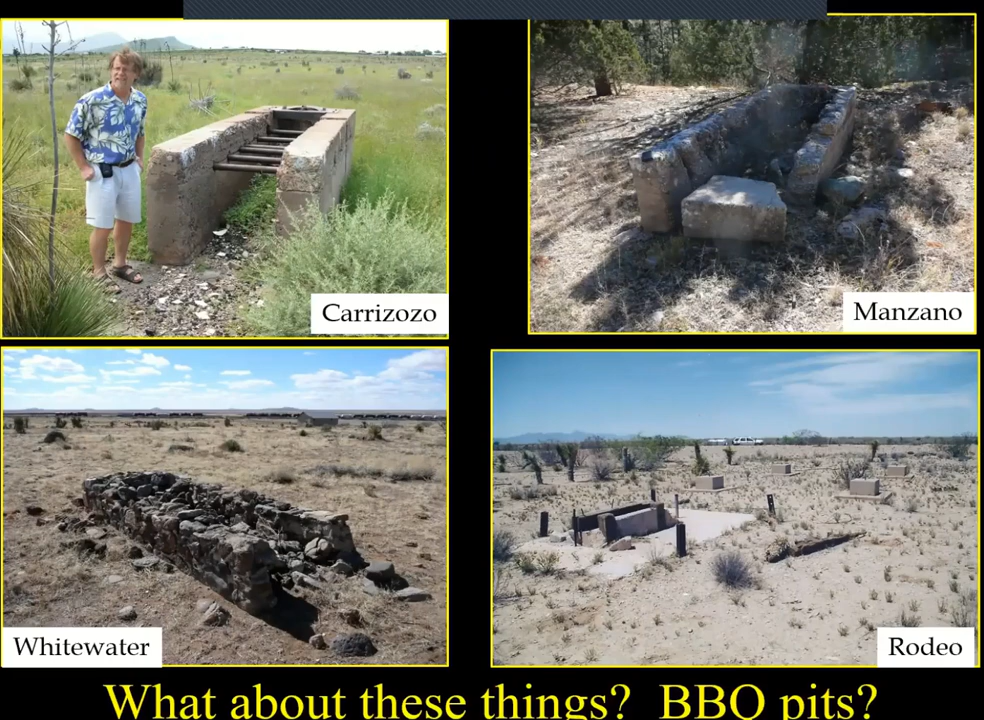 Carrizozo
Manzano
Whitewater
Rodeo
What about these things? BBQ pits?